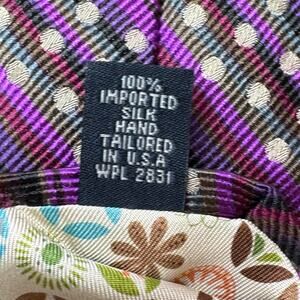 100%
IMPORTED
SILK
HAND
TAILORED
IN U.S.A
WPL 2831